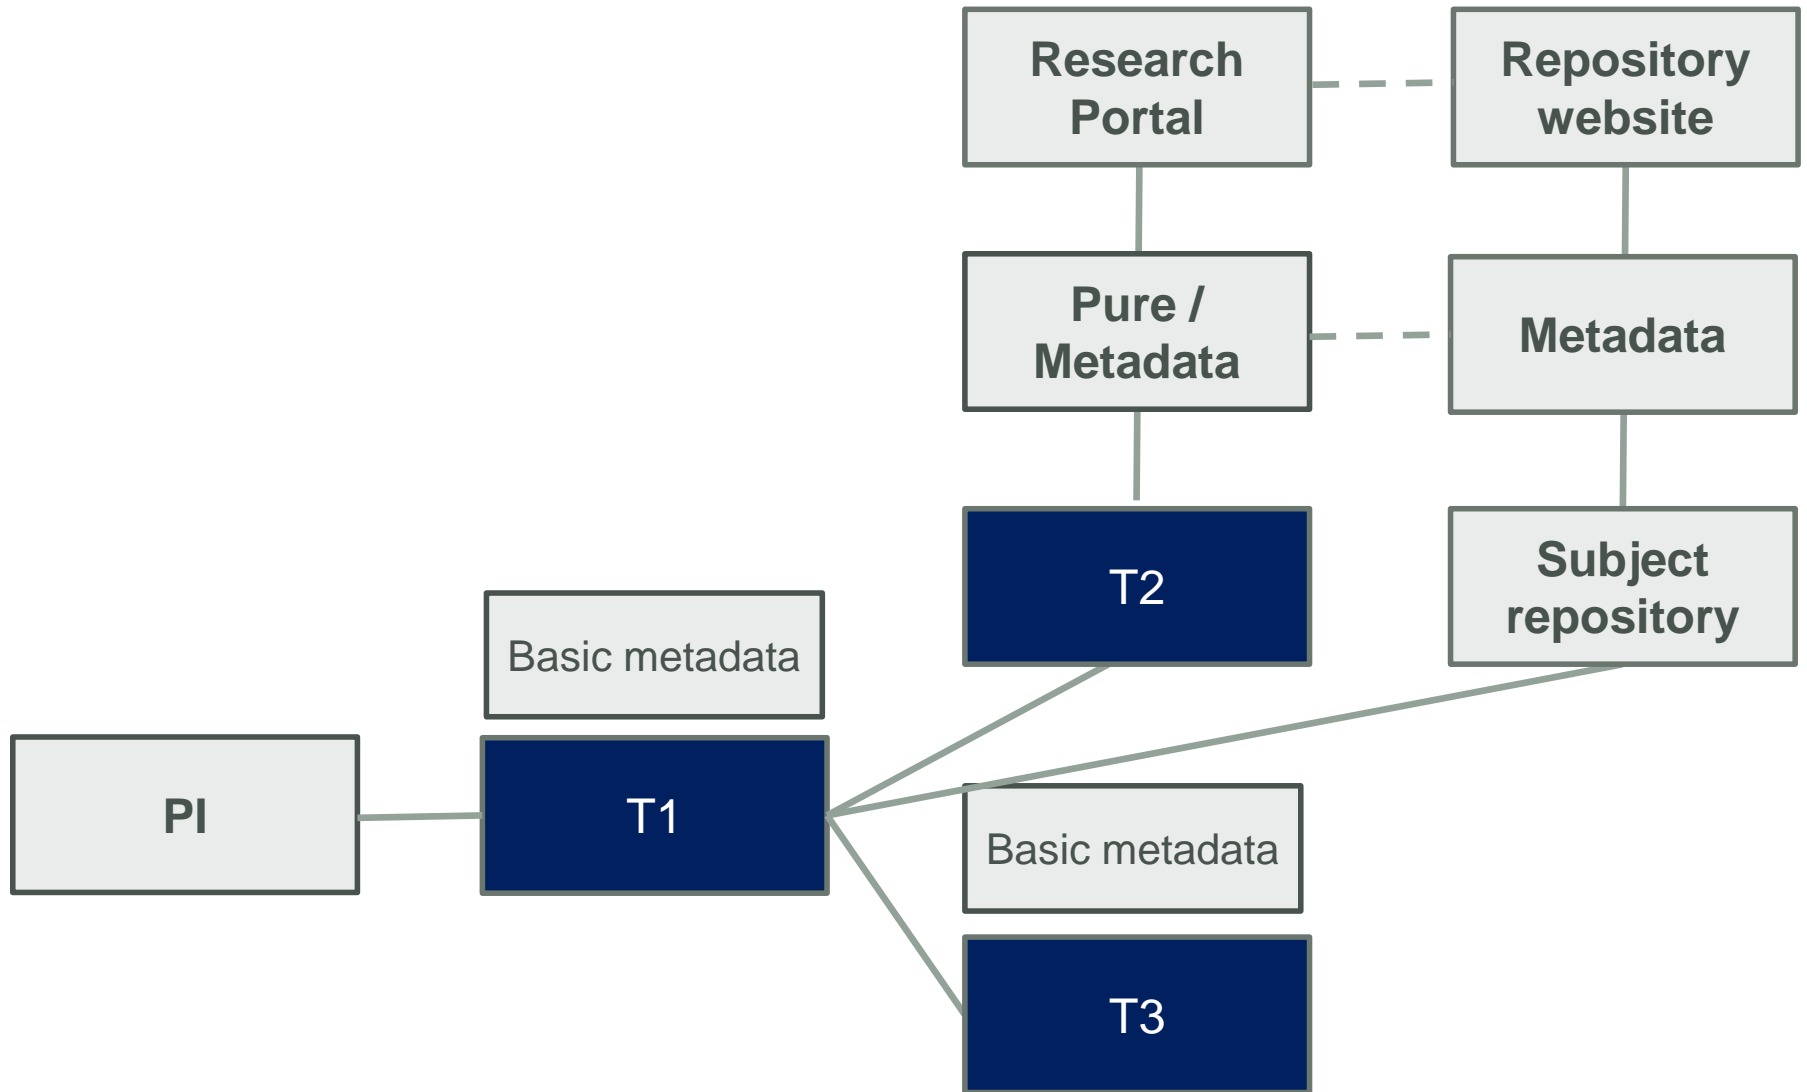 Research
Portal
Repository
website
Pure /
Metadata
Metadata
T2
Subject
repository
Basic metadata
PI
T1
Basic metadata
T3